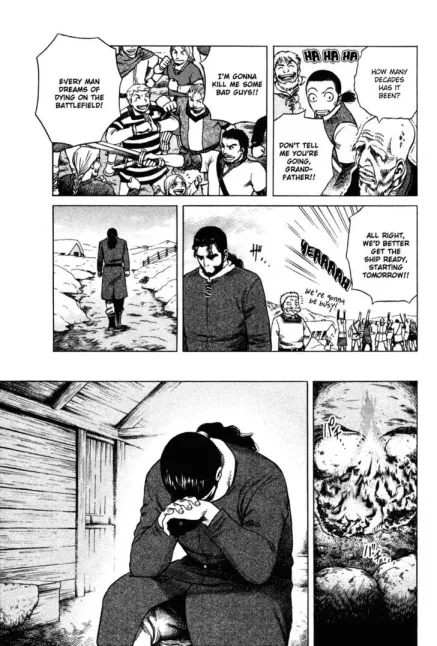 HA HA HA
HOW MANY
DECADES
HAS IT
BEEN?
DON'T TELL
ME YOU'RE
GOING,
GRAND-
FATHER!!
I'M GONNA
KILL ME SOME
BAD GUYS!!
EVERY MAN
DREAMS OF
DYING ON THE
BATTLEFIELD!
ALL RIGHT,
WE'D BETTER
GET THE
SHIP READY,
STARTING
TOMORROW!!
YEARRRAH
We're gonna
be busy!